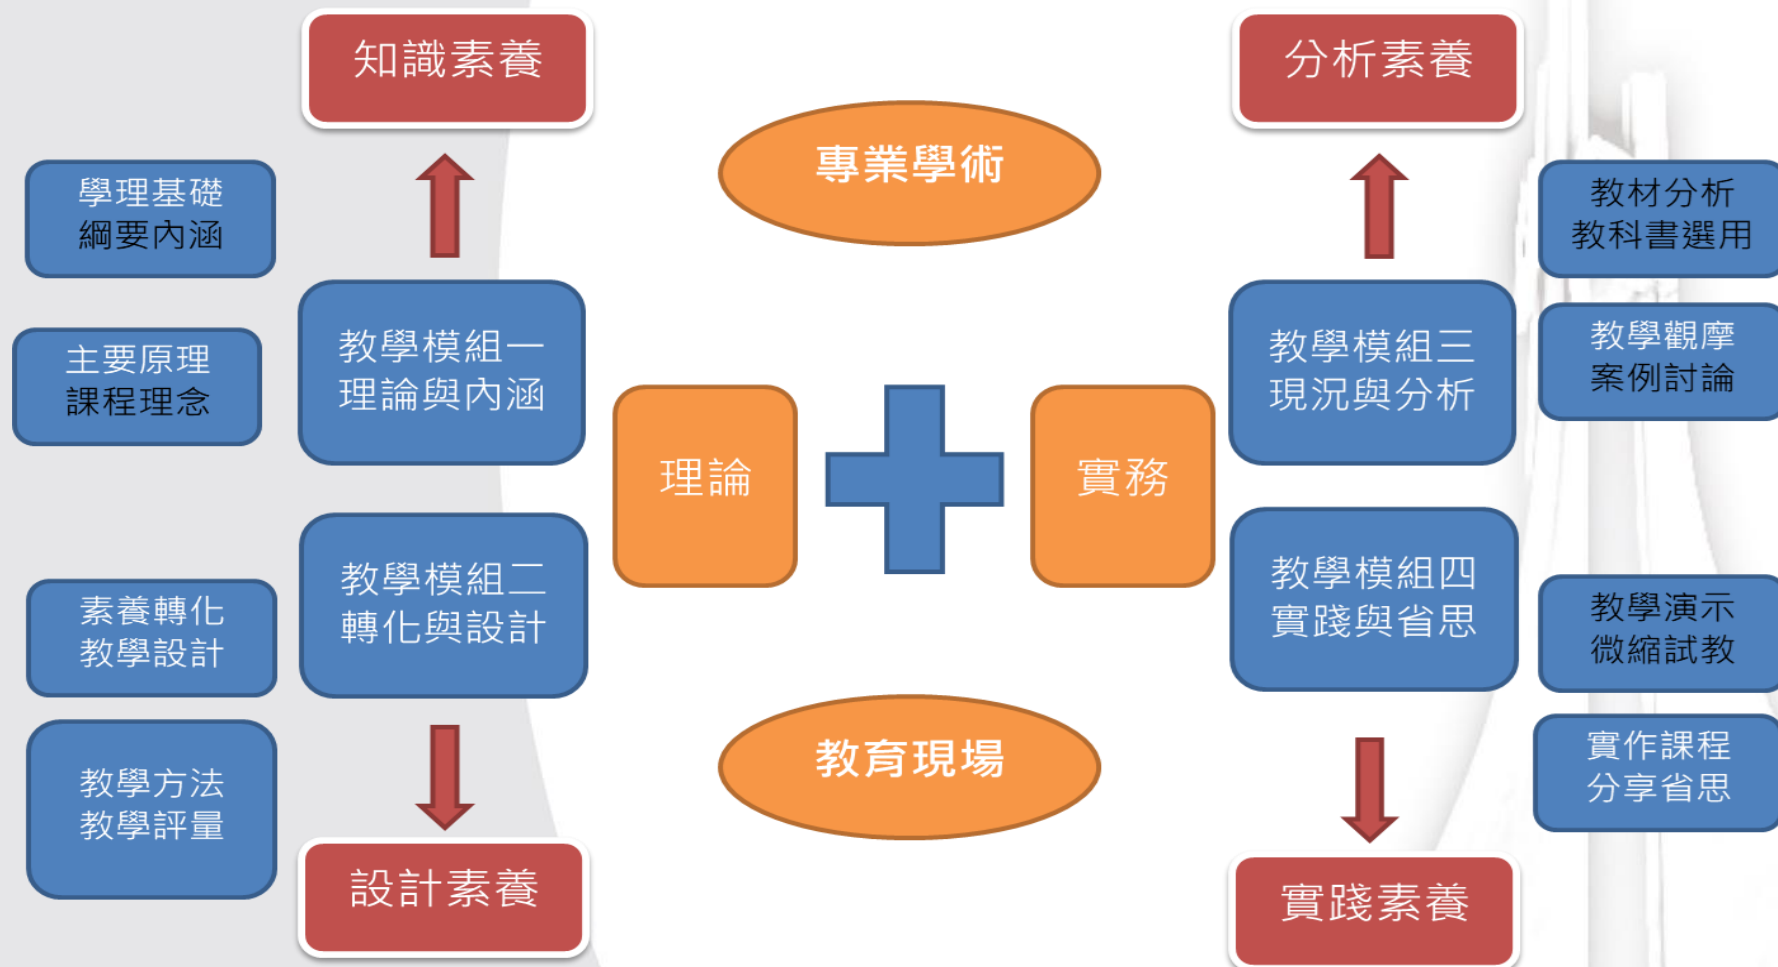 知識素養
分析素養
專業學術
學理基礎
綱要內涵
主要原理
課程理念
教學模組一
理論與內涵
教學模組三
現況與分析
教材分析
教科書選用
教學觀摩
案例討論
理論
實務
教學模組二
轉化與設計
教學模組四
實踐與省思
素養轉化
教學設計
教學方法
教學評量
教學演示
微縮試教
實作課程
分享省思
教育現場
設計素養
實踐素養